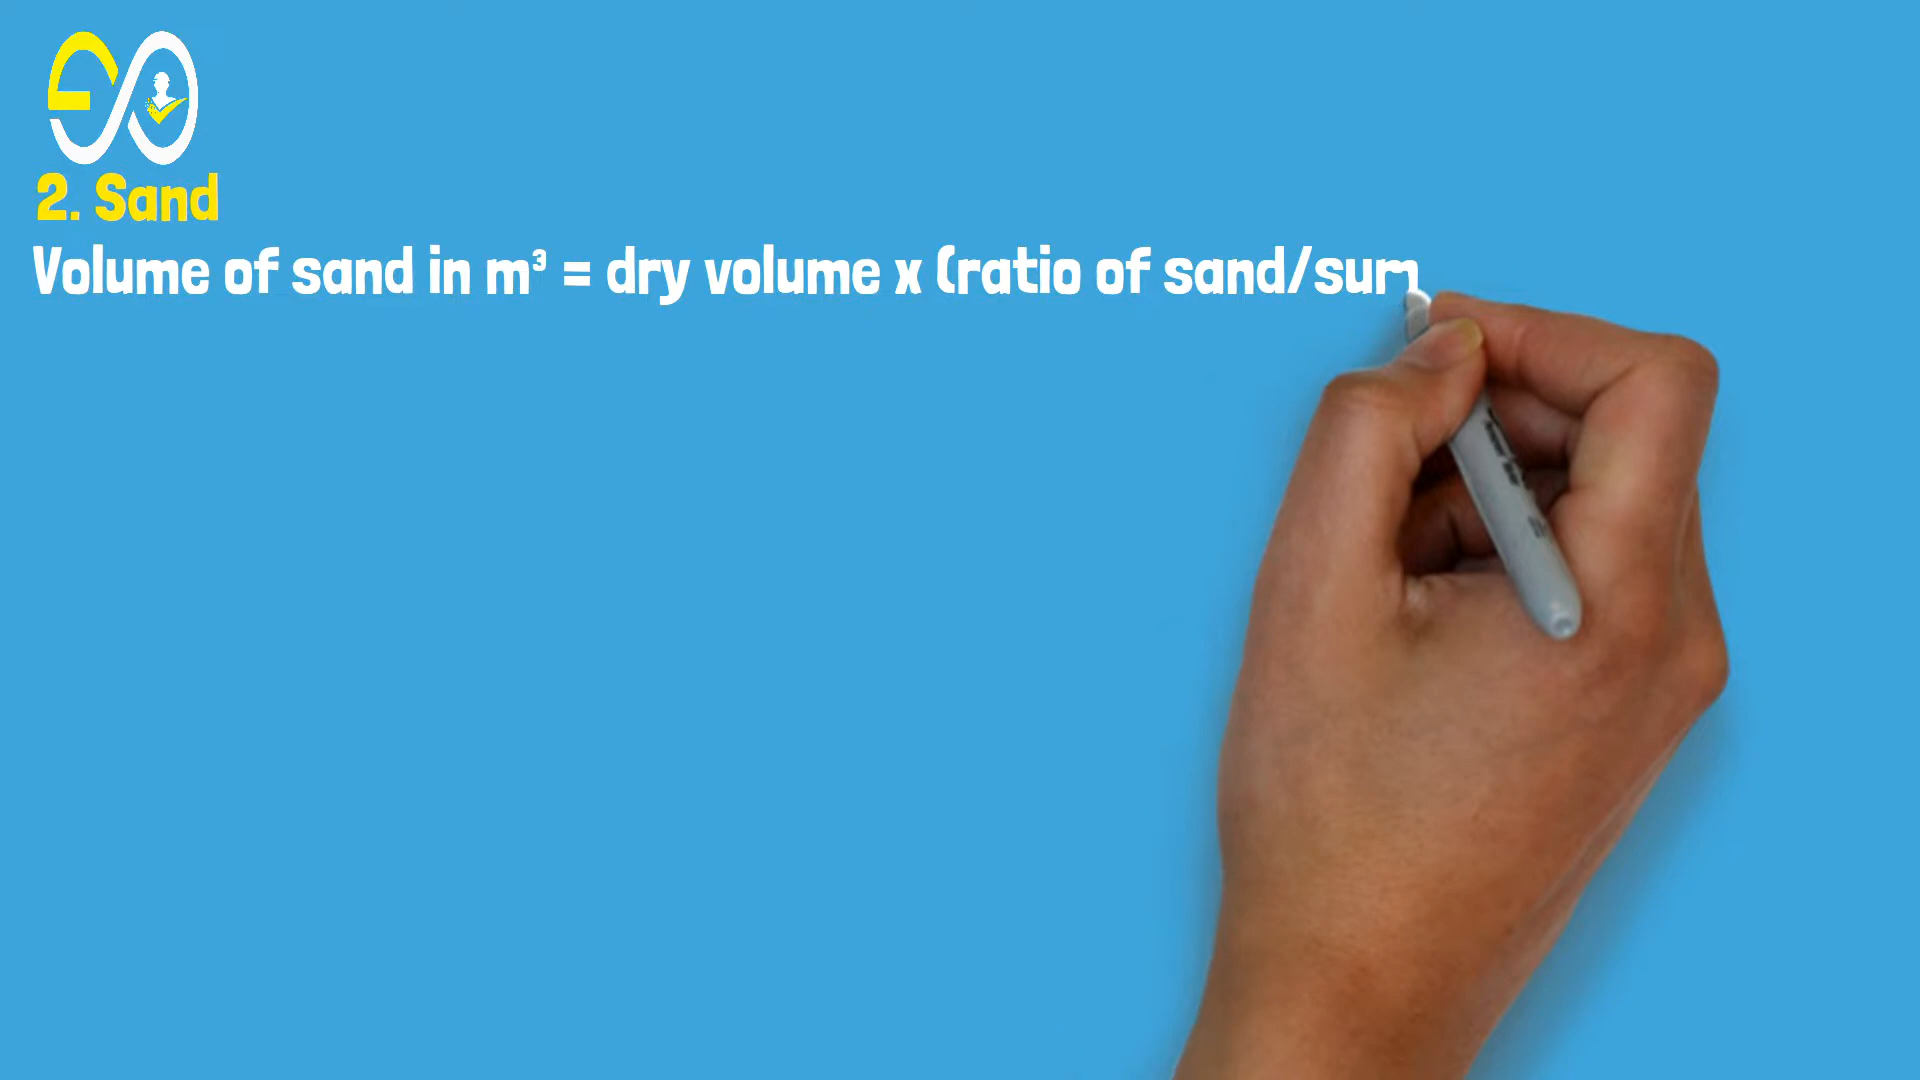 2. Sand
Volume of sand in m³ = dry volume x (ratio of sand/sum